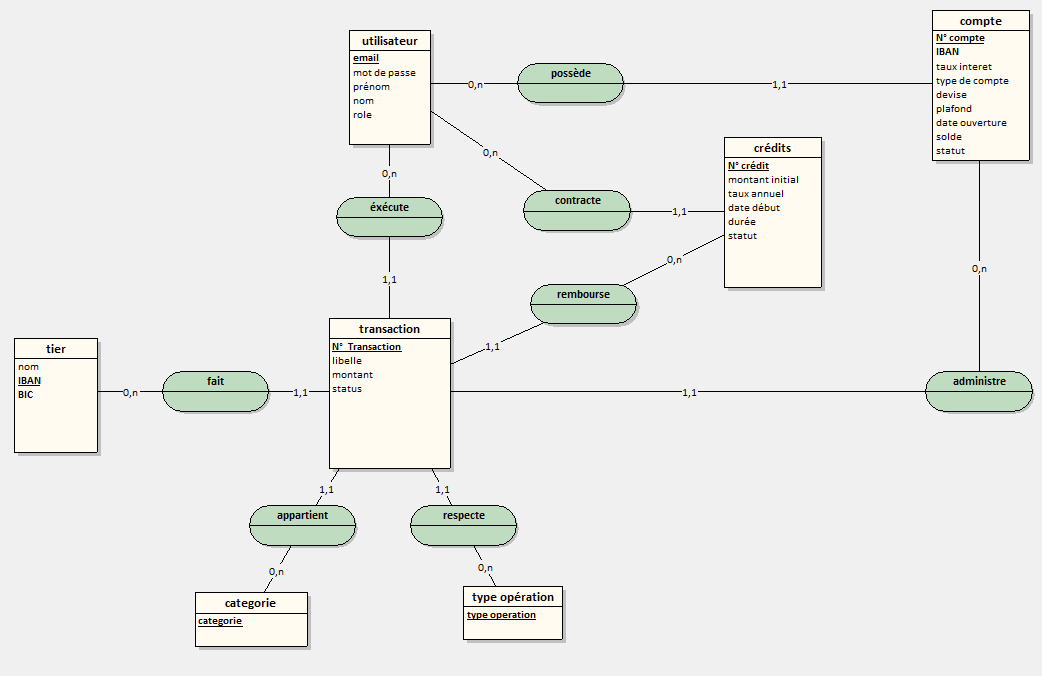 compte
N° compte
IBAN
taux interet
type de compte
devise
plafond
date ouverture
solde
statut
utilisateur
email
mot de passe
prénom
nom
role
0,n
possède
1,1
0,n
contracte
1,1
crédits
N° crédit
montant initial
taux annuel
date début
durée
statut
0,n
éxécute
1,1
0,n
rembourse
1,1
0,n
transaction
N° Transaction
libelle
montant
status
tier
nom
IBAN
BIC
0,n
fait
1,1
1,1
administre
1,1
appartient
0,n
1,1
respecte
0,n
categorie
categorie
type opération
type operation